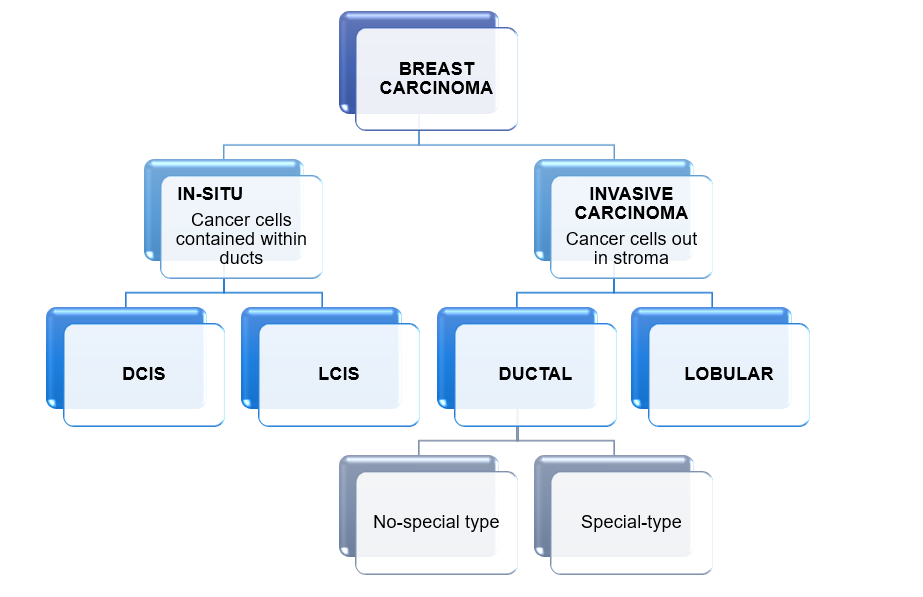 BREAST
CARCINOMA
IN-SITU
Cancer cells
contained within
ducts
INVASIVE
CARCINOMA
Cancer cells out
in stroma
DCIS
LCIS
DUCTAL
LOBULAR
No-special type
Special-type